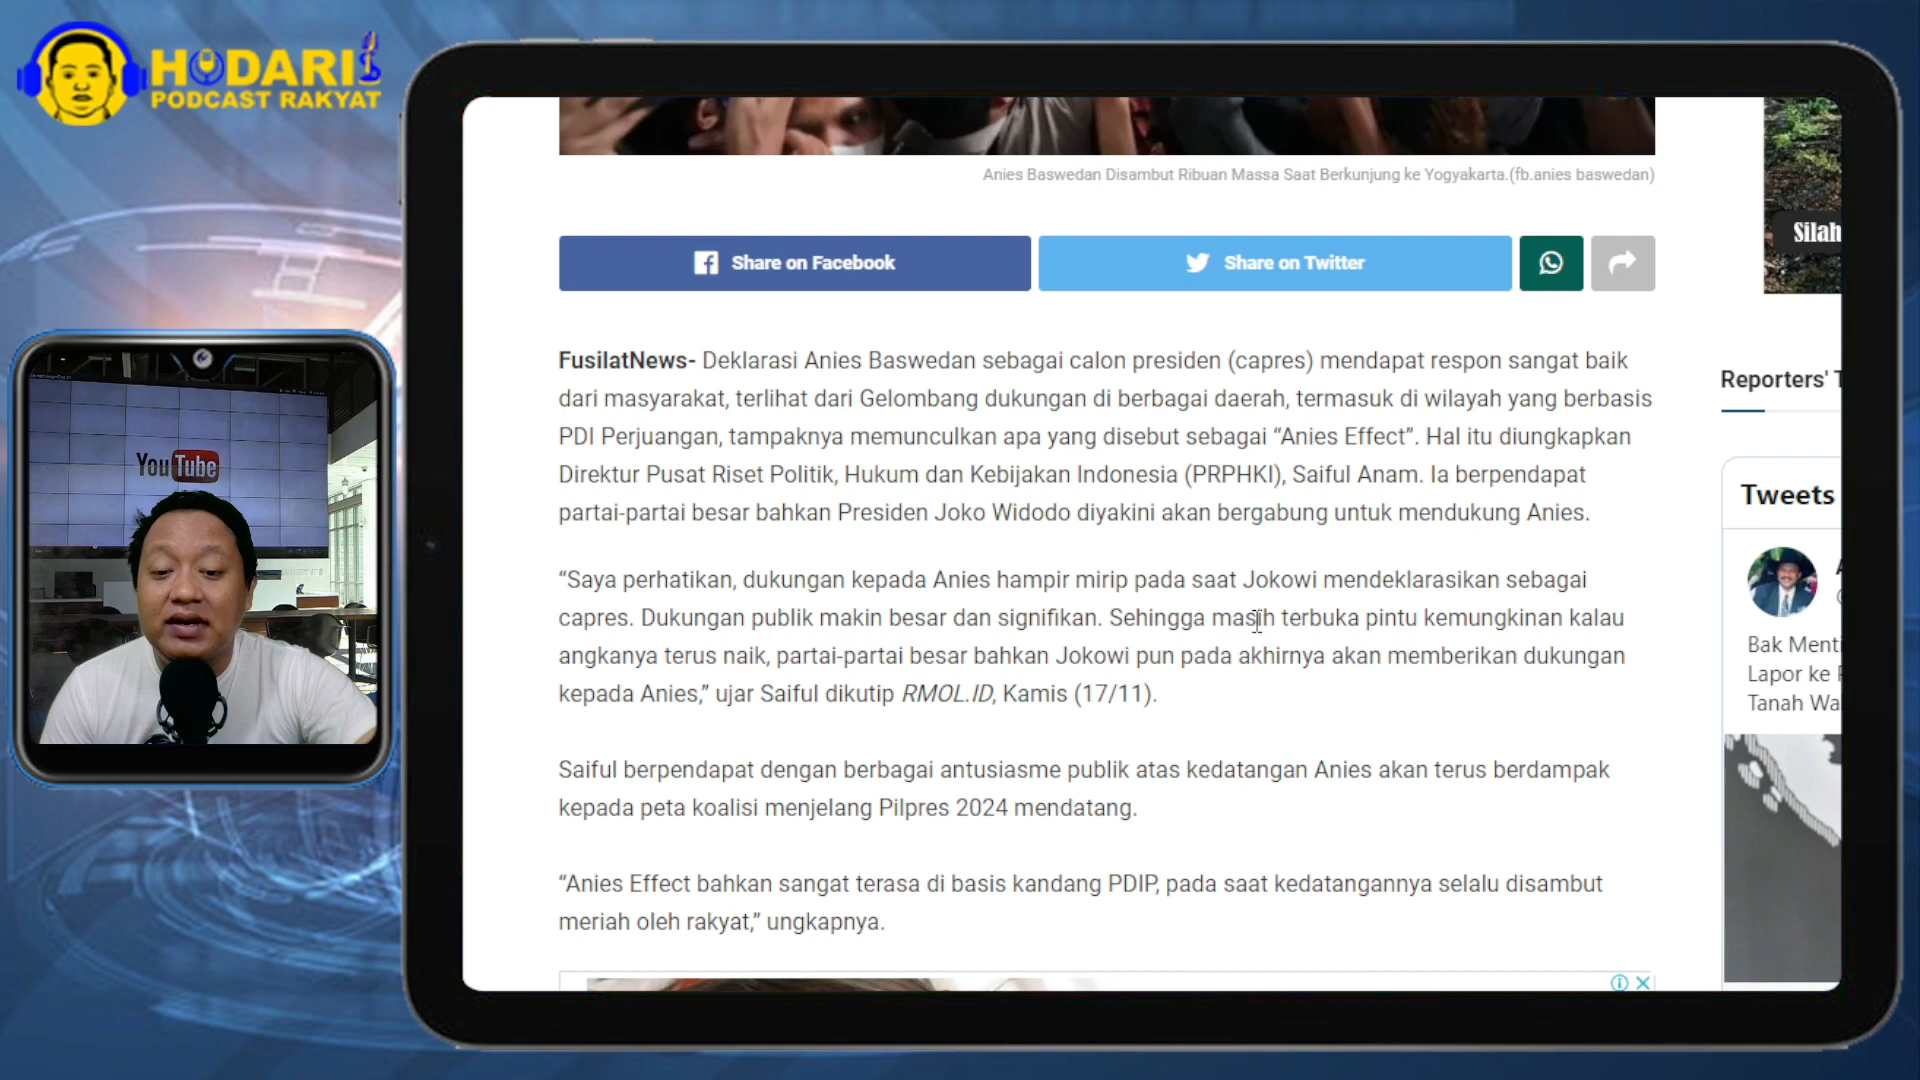 HODARI
PODCAST RAKYAT
YouTube
Anies Baswedan Disambut Ribuan Massa Saat Berkunjung ke Yogyakarta.(fb.anies baswedan)
Share on Facebook
Share on Twitter
FusilatNews- Deklarasi Anies Baswedan sebagai calon presiden (capres) mendapat respon sangat baik
dari masyarakat, terlihat dari Gelombang dukungan di berbagai daerah, termasuk di wilayah yang berbasis
PDI Perjuangan, tampaknya memunculkan apa yang disebut sebagai “Anies Effect”. Hal itu diungkapkan
Direktur Pusat Riset Politik, Hukum dan Kebijakan Indonesia (PRPHKI), Saiful Anam. Ia berpendapat
partai-partai besar bahkan Presiden Joko Widodo diyakini akan bergabung untuk mendukung Anies.
“Saya perhatikan, dukungan kepada Anies hampir mirip pada saat Jokowi mendeklarasikan sebagai
capres. Dukungan publik makin besar dan signifikan. Sehingga masih terbuka pintu kemungkinan kalau
angkanya terus naik, partai-partai besar bahkan Jokowi pun pada akhirnya akan memberikan dukungan
kepada Anies,” ujar Saiful dikutip RMOL.ID, Kamis (17/11).
Saiful berpendapat dengan berbagai antusiasme publik atas kedatangan Anies akan terus berdampak
kepada peta koalisi menjelang Pilpres 2024 mendatang.
“Anies Effect bahkan sangat terasa di basis kandang PDIP, pada saat kedatangannya selalu disambut
meriah oleh rakyat,” ungkapnya.
Silah
Reporters'
Tweets
Bak Menti
Lapor ke
Tanah Wa